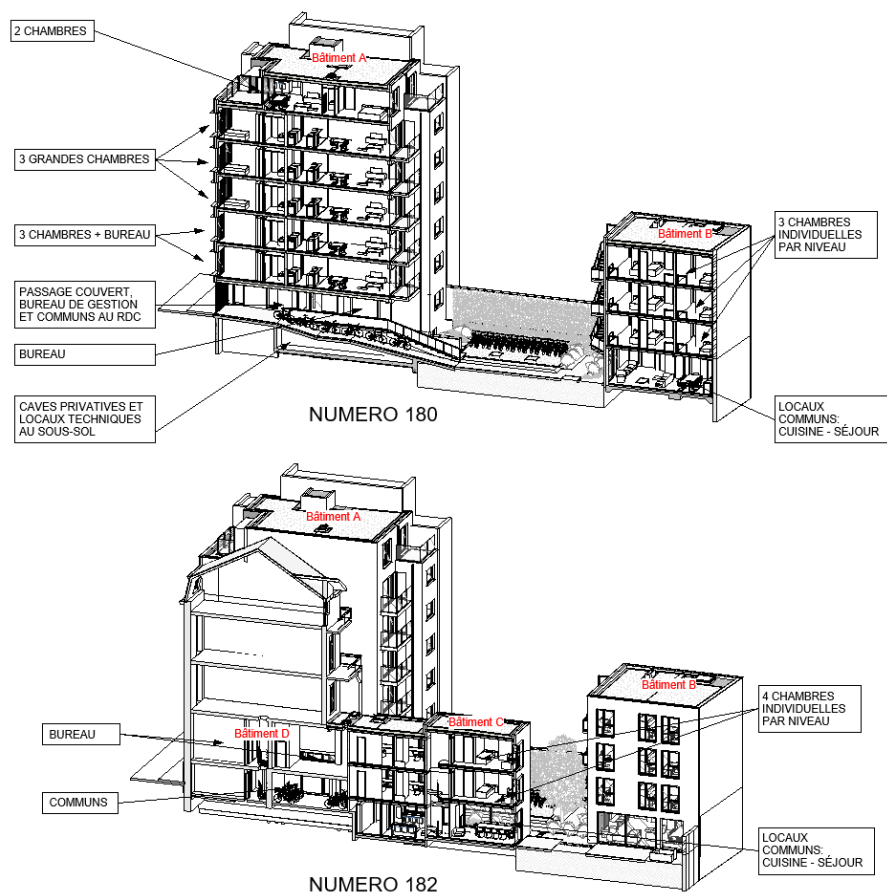 2 CHAMBRES
Bâtiment A
3 GRANDES CHAMBRES
3 CHAMBRES + BUREAU
PASSAGE COUVERT,
BUREAU DE GESTION
ET COMMUNS AU RDC
BUREAU
CAVES PRIVATIVES ET
LOCAUX TECHNIQUES
AU SOUS-SOL
Bâtiment B
3 CHAMBRES
INDIVIDUELLES
PAR NIVEAU
LOCAUX
COMMUNS:
CUISINE - SÉJOUR
NUMERO 180
Bâtiment A
Bâtiment B
4 CHAMBRES
INDIVIDUELLES
PAR NIVEAU
Bâtiment C
Bâtiment D
BUREAU
COMMUNS
LOCAUX
COMMUNS:
CUISINE - SÉJOUR
NUMERO 182